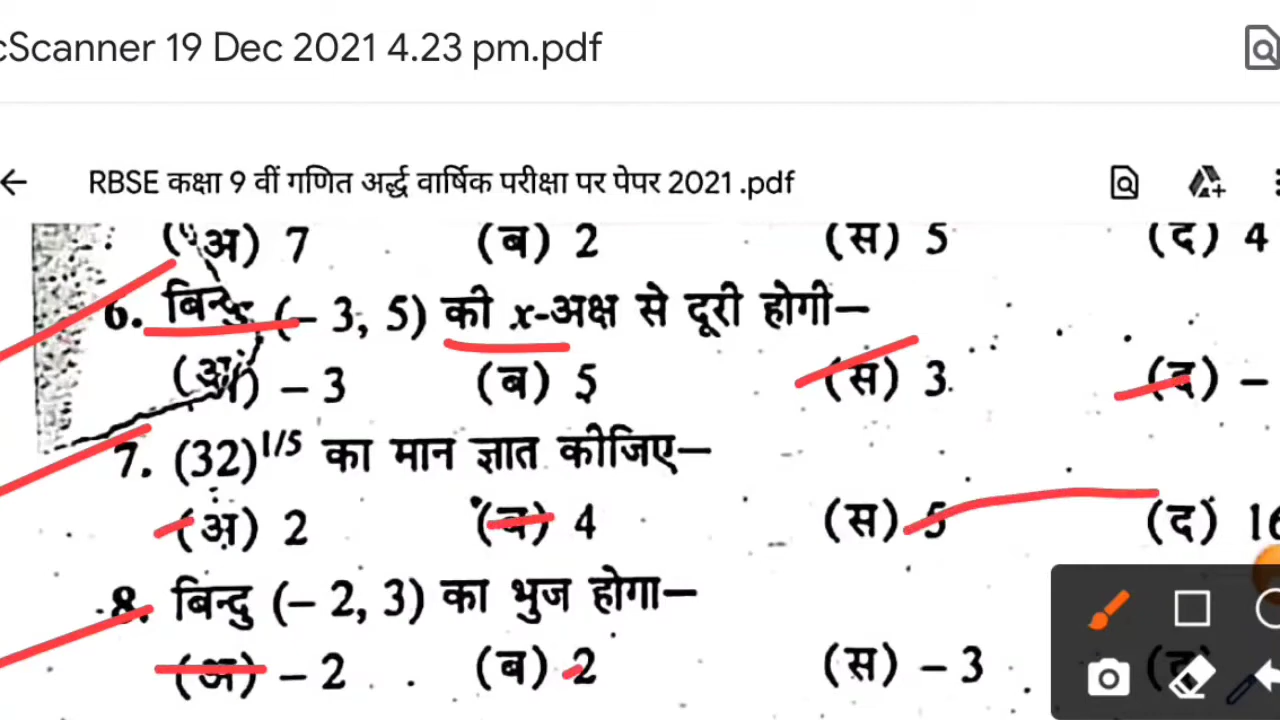 cScanner 19 Dec 2021 4.23 pm.pdf
RBSE कक्षा 9 वीं गणित अर्द्ध वार्षिक परीक्षा पर पेपर 2021 .pdf
(अ) 7 (ब) 2 (स) 5 (द) 4
6. बिन्दु (– 3, 5) की x-अक्ष से दूरी होगी–
(अ) – 3 (ब) 5 (स) 3 (द) –
7. (32)^1/5 का मान ज्ञात कीजिए–
(अ) 2 (ब) 4 (स) 5 (द) 16
8. बिन्दु (– 2, 3) का भुज होगा–
(अ) – 2 (ब) 2 (स) – 3